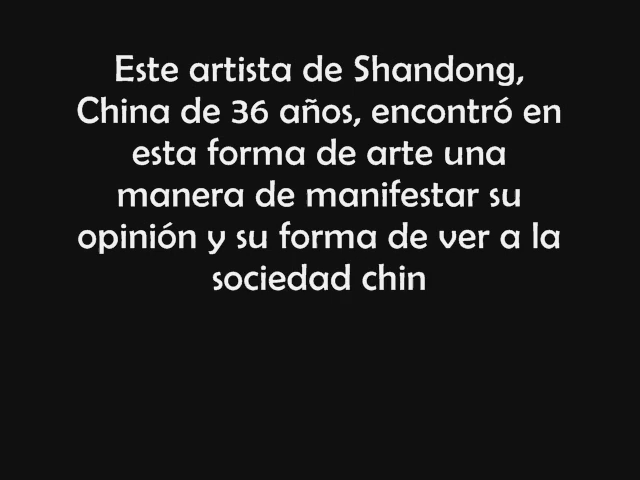 Este artista de Shandong,
China de 36 años, encontró en
esta forma de arte una
manera de manifestar su
opinión y su forma de ver a la
sociedad chin